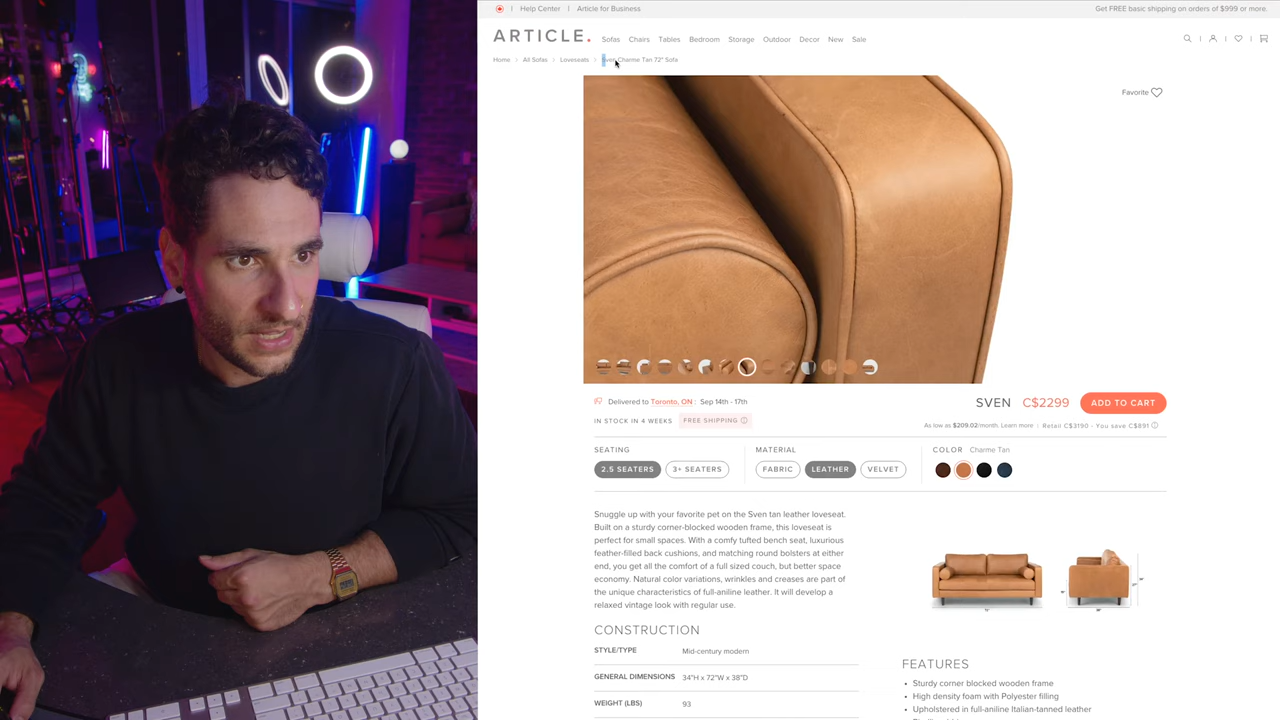 Help Center | Article for Business
Get FREE basic shipping on orders of $999 or more.
ARTICLE.
Sofas Chairs Tables Bedroom Storage Outdoor Decor New Sale
Home > All Sofas > Loveseats > Sven Charme Tan 72" Sofa
Favorite
Delivered to Toronto, ON : Sep 14th - 17th
SVEN C$2299 ADD TO CART
IN STOCK IN 4 WEEKS FREE SHIPPING
As low as $209.02/month. Learn more | Retail C$3190 - You save C$891
SEATING
2.5 SEATERS 3+ SEATERS
MATERIAL
FABRIC LEATHER VELVET
COLOR Charme Tan
Snuggle up with your favorite pet on the Sven tan leather loveseat.
Built on a sturdy corner-blocked wooden frame, this loveseat is
perfect for small spaces. With a comfy tufted bench seat, luxurious
feather-filled back cushions, and matching round bolsters at either
end, you get all the comfort of a full sized couch, but better space
economy. Natural color variations, wrinkles and creases are part of
the unique characteristics of full-aniline leather. It will develop a
relaxed vintage look with regular use.
CONSTRUCTION
STYLE/TYPE Mid-century modern
GENERAL DIMENSIONS 34"H x 72"W x 38"D
WEIGHT (LBS) 93
FEATURES
• Sturdy corner blocked wooden frame
• High density foam with Polyester filling
• Upholstered in full-aniline Italian-tanned leather